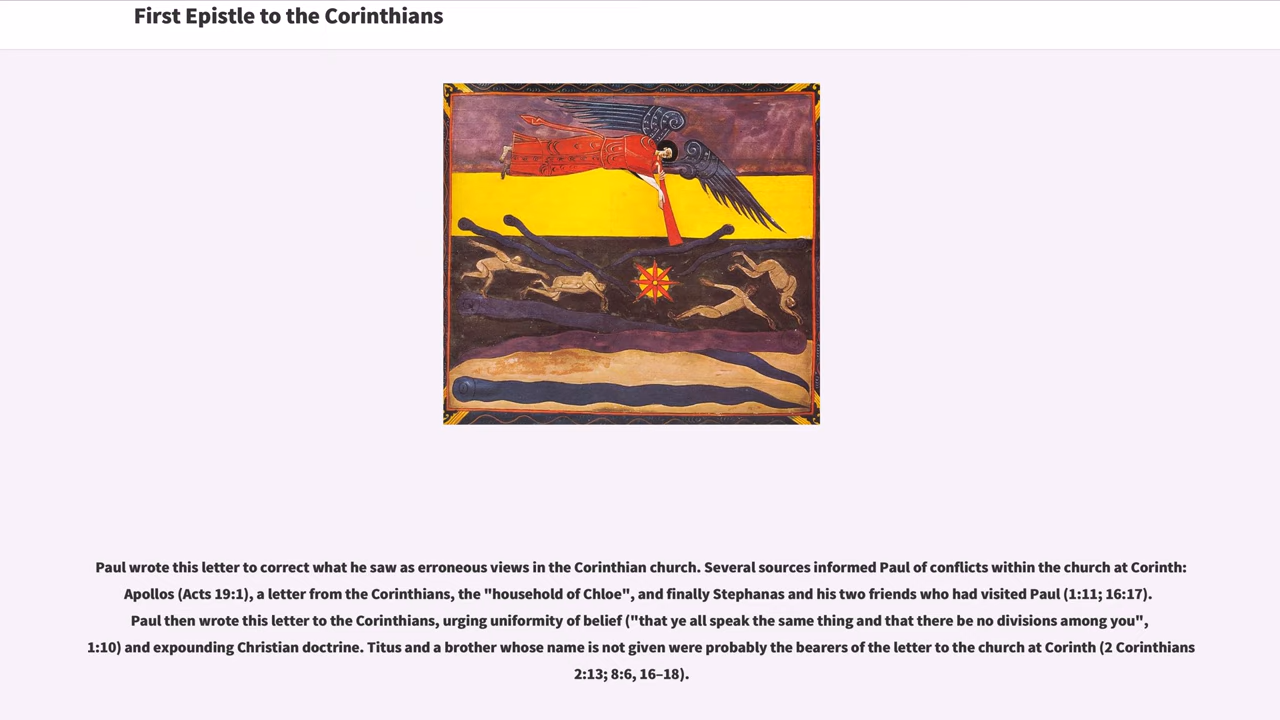 First Epistle to the Corinthians
Paul wrote this letter to correct what he saw as erroneous views in the Corinthian church. Several sources informed Paul of conflicts within the church at Corinth:
Apollos (Acts 19:1), a letter from the Corinthians, the "household of Chloe", and finally Stephanas and his two friends who had visited Paul (1:11; 16:17).
Paul then wrote this letter to the Corinthians, urging uniformity of belief ("that ye all speak the same thing and that there be no divisions among you",
1:10) and expounding Christian doctrine. Titus and a brother whose name is not given were probably the bearers of the letter to the church at Corinth (2 Corinthians
2:13; 8:6, 16–18).